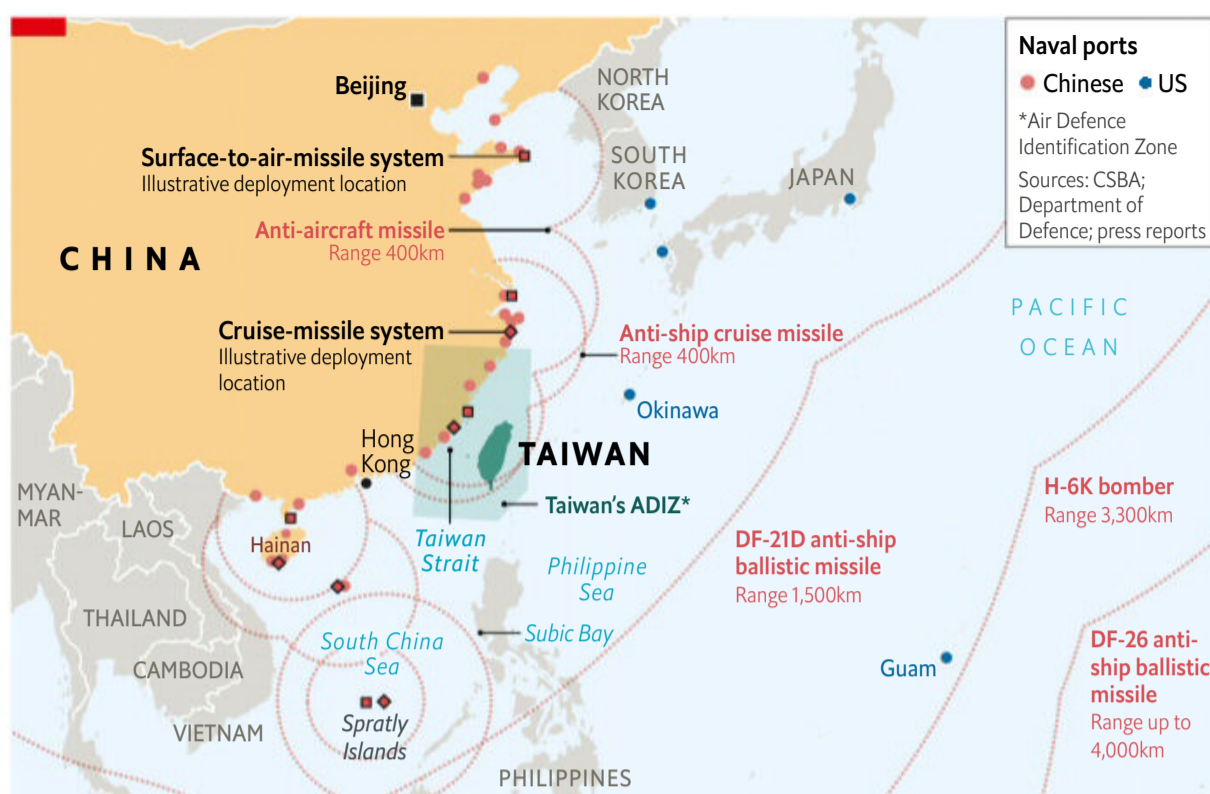 Naval ports
Chinese
US
*Air Defence
Identification Zone
Sources: CSBA;
Department of
Defence; press reports
Beijing
NORTH
KOREA
SOUTH
KOREA
JAPAN
Surface-to-air-missile system
Illustrative deployment location
Anti-aircraft missile
Range 400km
CHINA
Cruise-missile system
Illustrative deployment
location
Anti-ship cruise missile
Range 400km
PACIFIC
OCEAN
Okinawa
Hong
Kong
TAIWAN
Taiwan's ADIZ*
MYAN-
MAR
LAOS
Hainan
Taiwan
Strait
Philippine
Sea
DF-21D anti-ship
ballistic missile
Range 1,500km
H-6K bomber
Range 3,300km
THAILAND
CAMBODIA
VIETNAM
South China
Sea
Subic Bay
Guam
DF-26 anti-
ship ballistic
missile
Range up to
4,000km
Spratly
Islands
PHILIPPINES